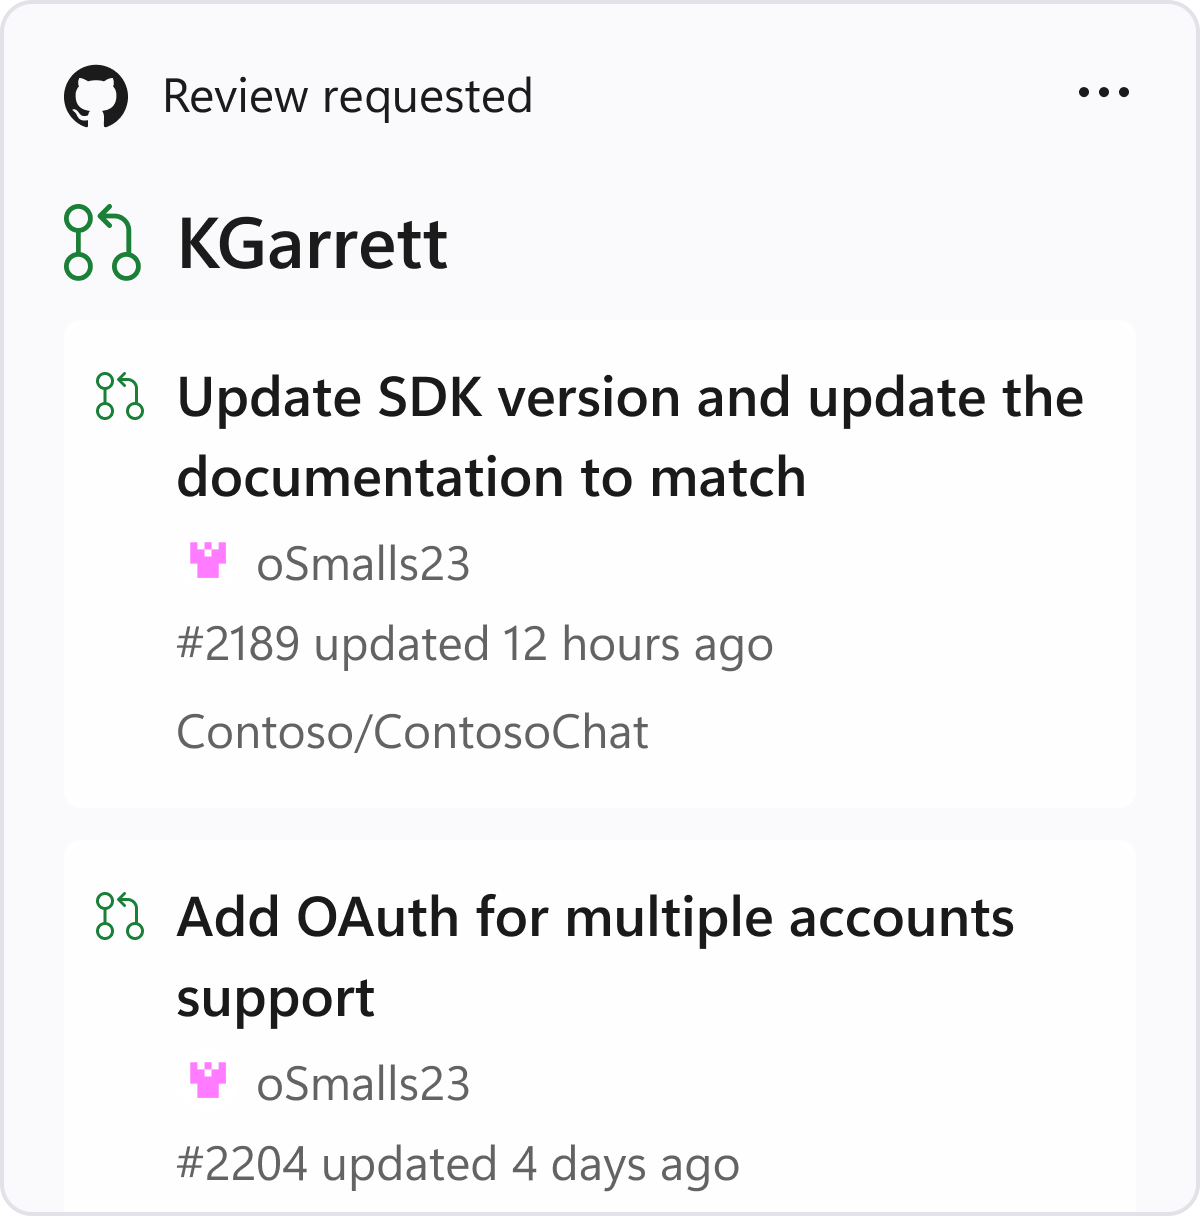 Review requested
KGarrett
Update SDK version and update the
documentation to match
oSmalls23
#2189 updated 12 hours ago
Contoso/ContosoChat
Add OAuth for multiple accounts
support
oSmalls23
#2204 updated 4 days ago